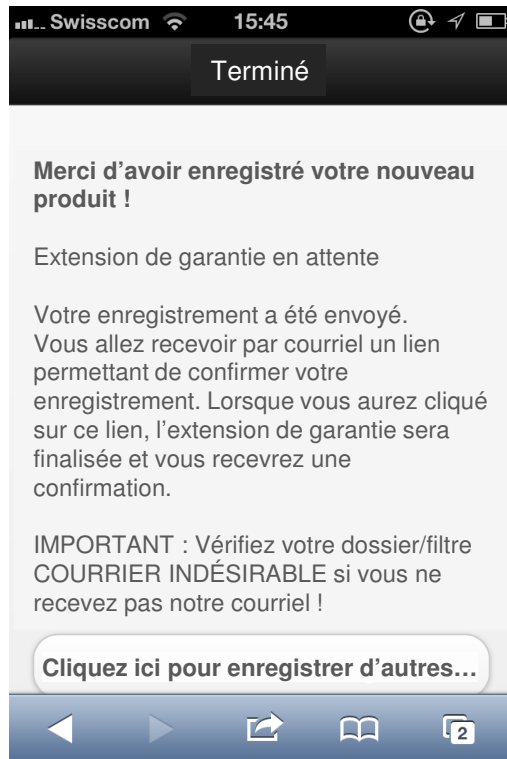 Swisscom 15:45
Terminé
Merci d’avoir enregistré votre nouveau
produit !
Extension de garantie en attente
Votre enregistrement a été envoyé.
Vous allez recevoir par courriel un lien
permettant de confirmer votre
enregistrement. Lorsque vous aurez cliqué
sur ce lien, l’extension de garantie sera
finalisée et vous recevrez une
confirmation.
IMPORTANT : Vérifiez votre dossier/filtre
COURRIER INDÉSIRABLE si vous ne
recevez pas notre courriel !
Cliquez ici pour enregistrer d’autres…
2